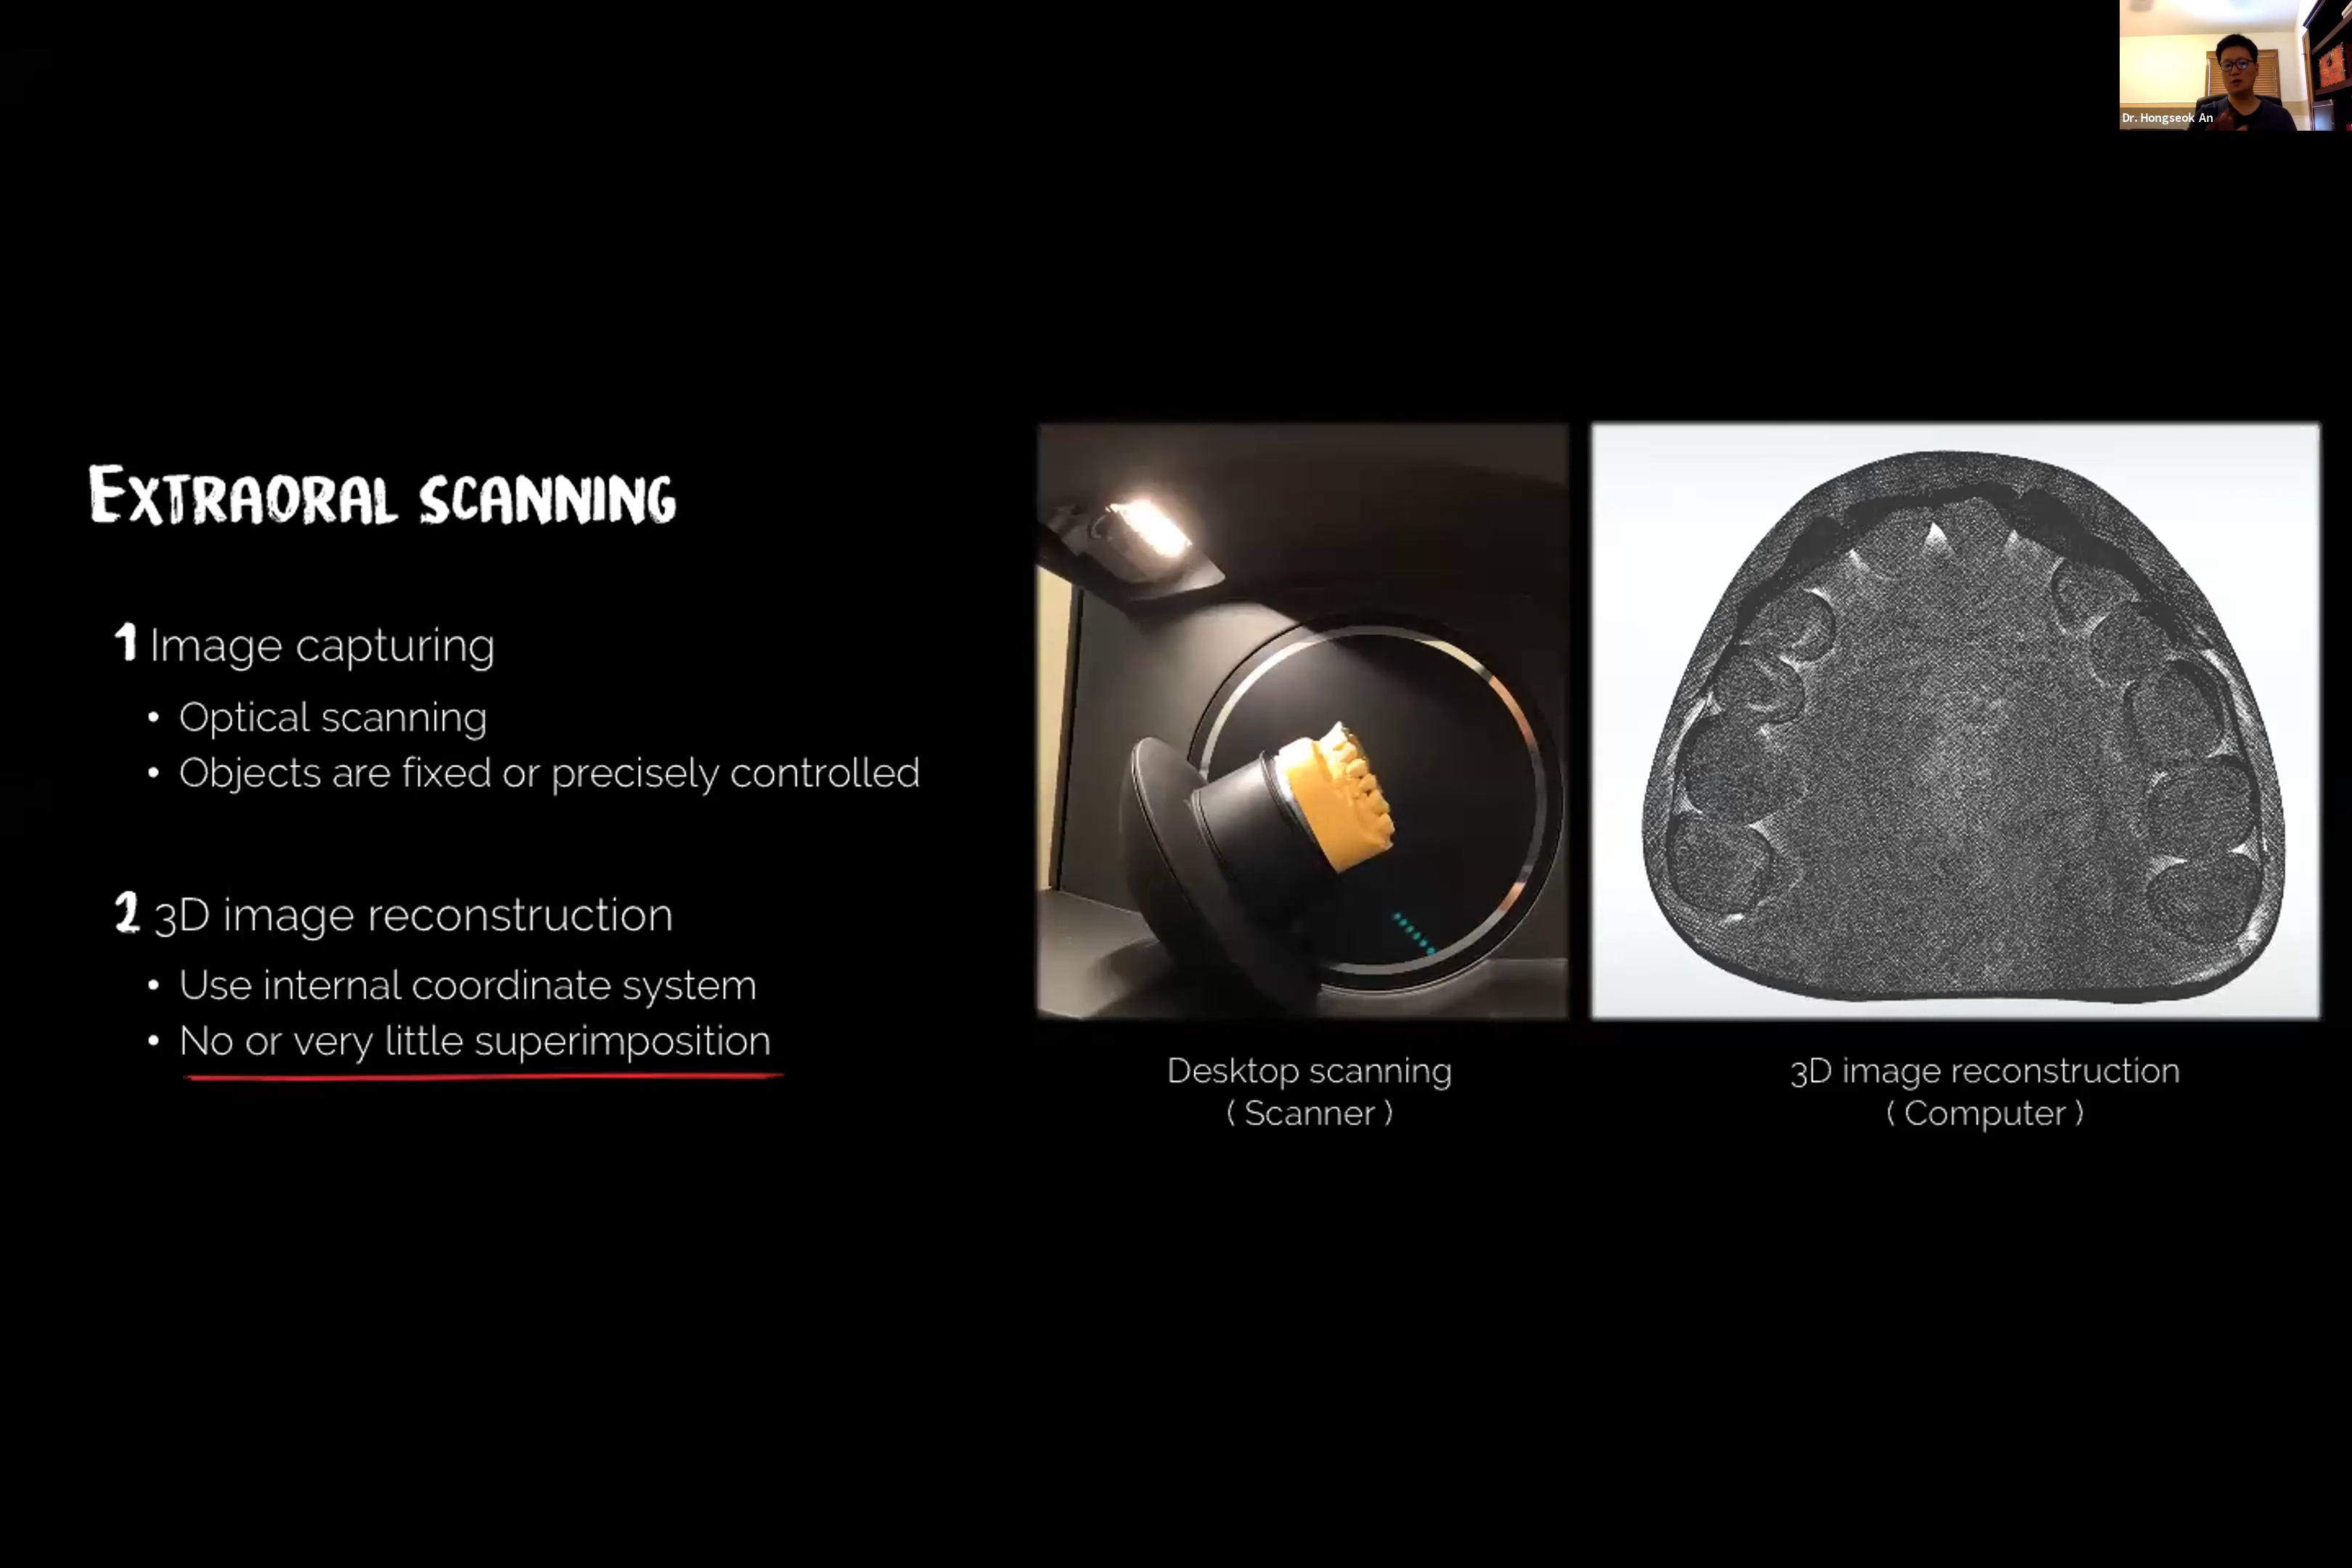 Dr. Hongseok An
EXTRAORAL SCANNING
1 Image capturing
• Optical scanning
• Objects are fixed or precisely controlled
2 3D image reconstruction
• Use internal coordinate system
• No or very little superimposition
Desktop scanning
( Scanner )
3D image reconstruction
( Computer )